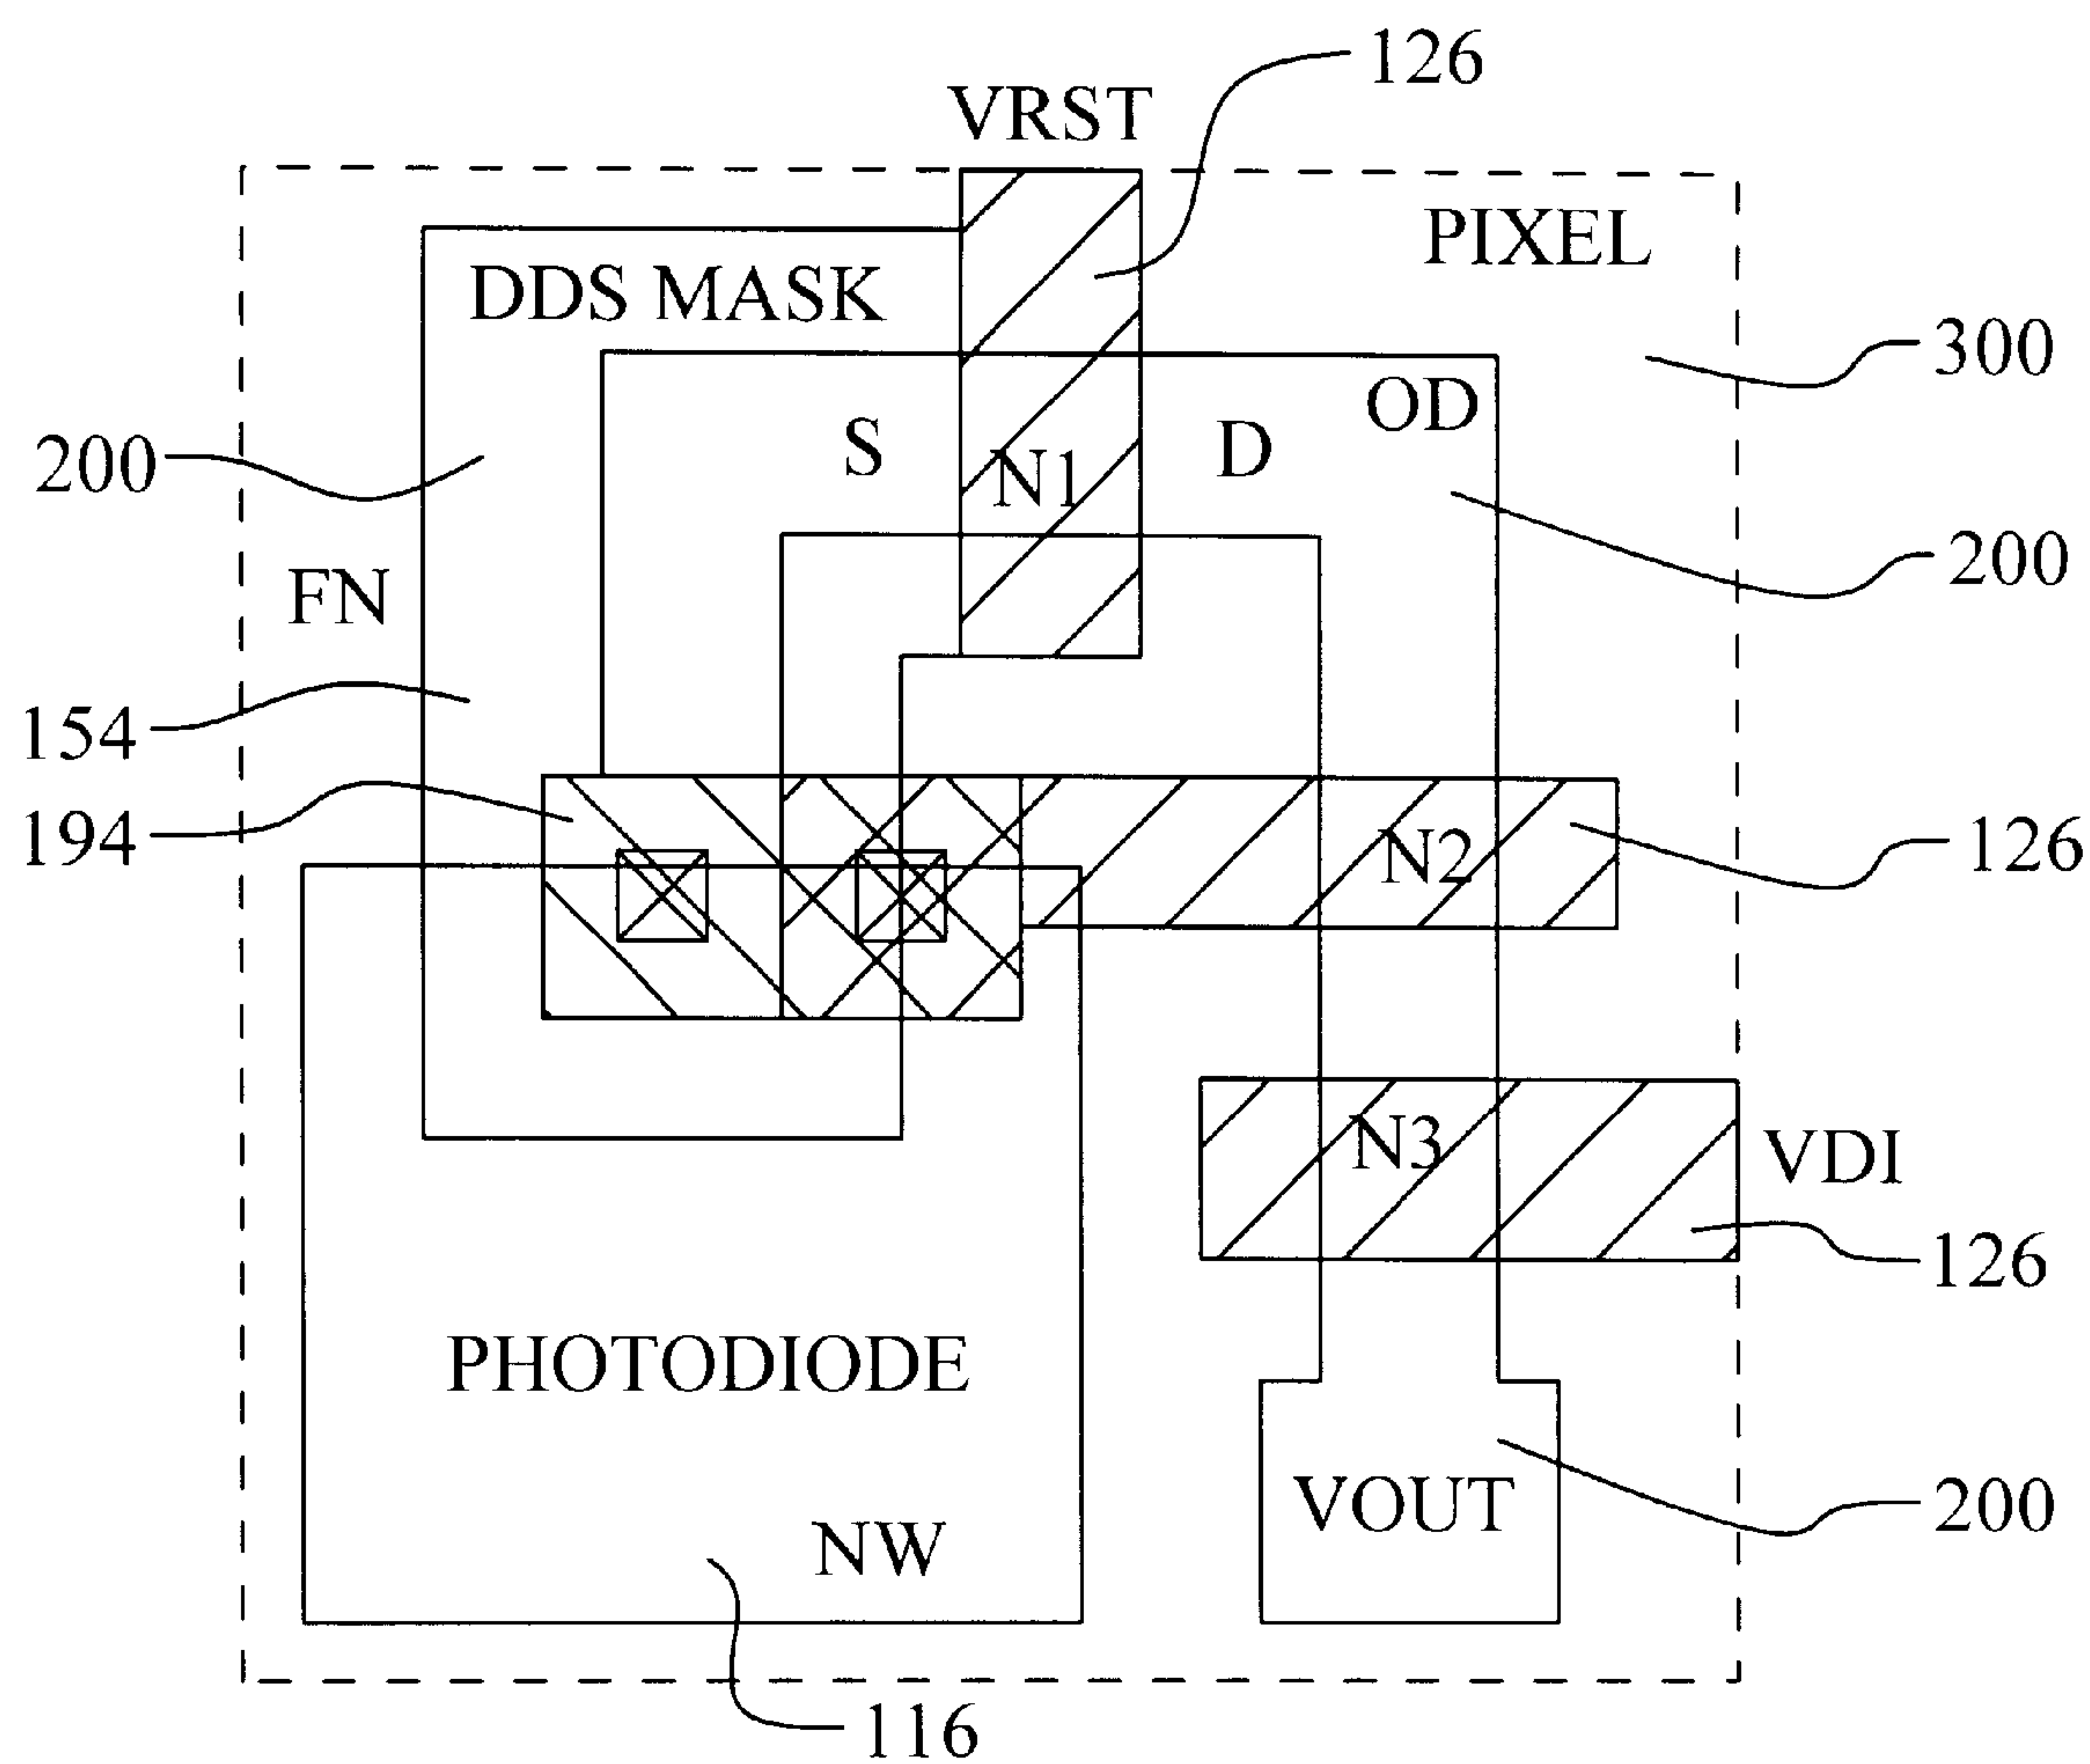 126
VRST
PIXEL
DDS MASK
300
OD
S
D
200
N1
200
FN
154
194
N2
126
N3
VDI
126
PHOTODIODE
VOUT
200
NW
116